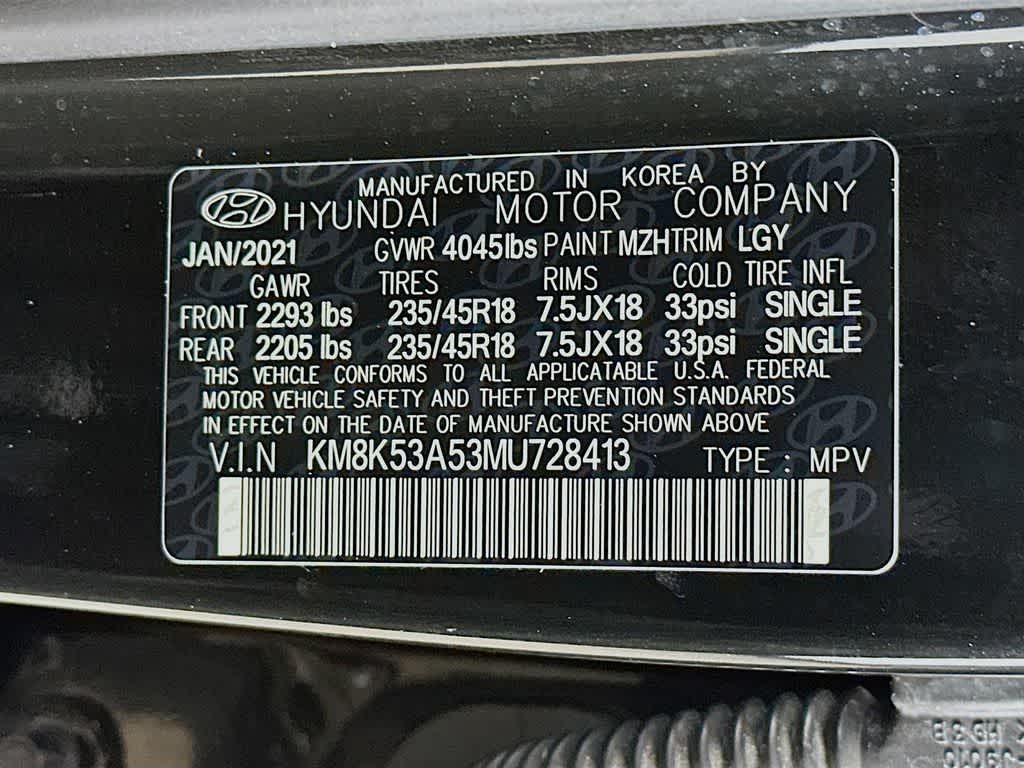 MANUFACTURED IN KOREA BY
HYUNDAI MOTOR COMPANY
JAN/2021 GVWR 4045lbs PAINT MZH TRIM LGY
GAWR TIRES RIMS COLD TIRE INFL
FRONT 2293 lbs 235/45R18 7.5JX18 33psi SINGLE
REAR 2205 lbs 235/45R18 7.5JX18 33psi SINGLE
THIS VEHICLE CONFORMS TO ALL APPLICATABLE U.S.A. FEDERAL
MOTOR VEHICLE SAFETY AND THEFT PREVENTION STANDARDS
IN EFFECT ON THE DATE OF MANUFACTURE SHOWN ABOVE
V.I.N KM8K53A53MU728413 TYPE : MPV